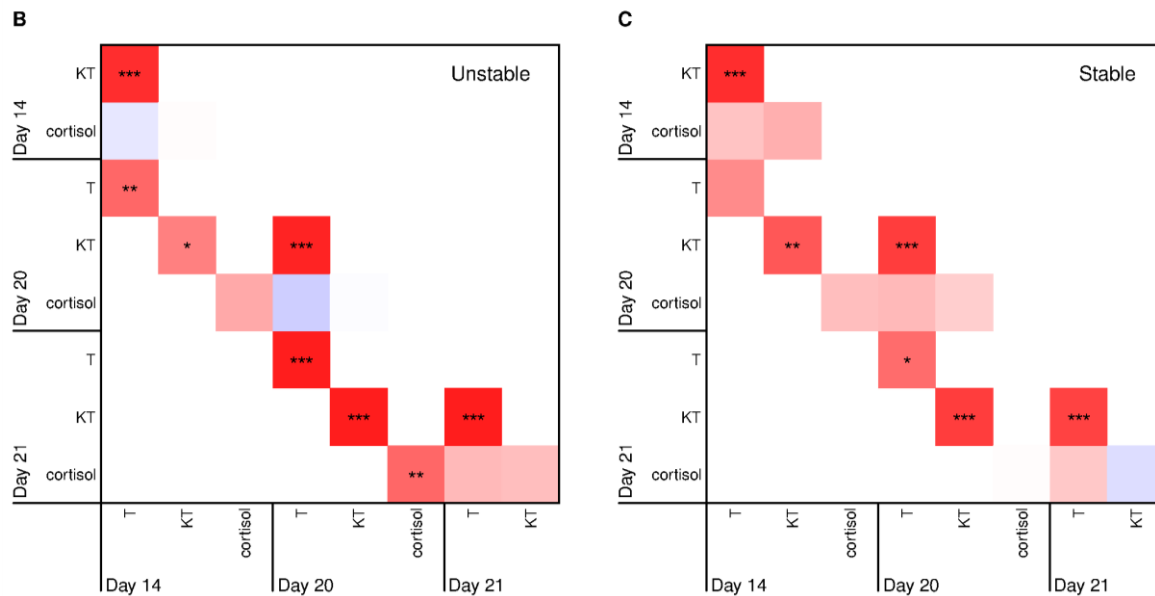 B
Unstable
KT
cortisol
T
KT
cortisol
T
KT
cortisol
Day 14
Day 20
Day 21
***
**
*
***
***
***
***
**
T
KT
cortisol
T
KT
cortisol
T
KT
Day 14
Day 20
Day 21
C
Stable
KT
cortisol
T
KT
cortisol
T
KT
cortisol
Day 14
Day 20
Day 21
***
**
***
*
***
***
T
KT
cortisol
T
KT
cortisol
T
KT
Day 14
Day 20
Day 21